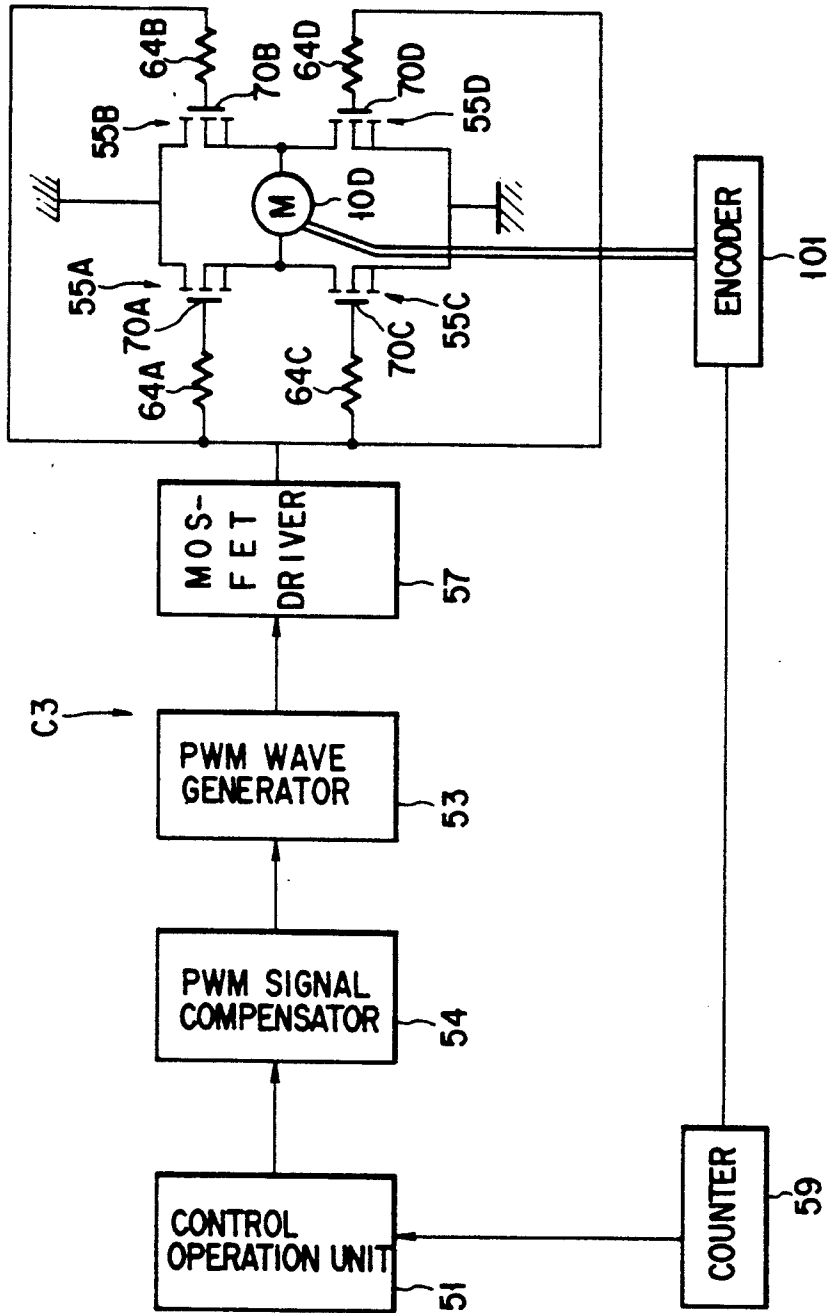 C3
CONTROL
OPERATION UNIT
51
PWM SIGNAL
COMPENSATOR
54
PWM WAVE
GENERATOR
53
MOS-
FET
DRIVER
57
64A
70A
55A
64B
70B
55B
M
10D
64C
70C
55C
64D
70D
55D
ENCODER
101
COUNTER
59